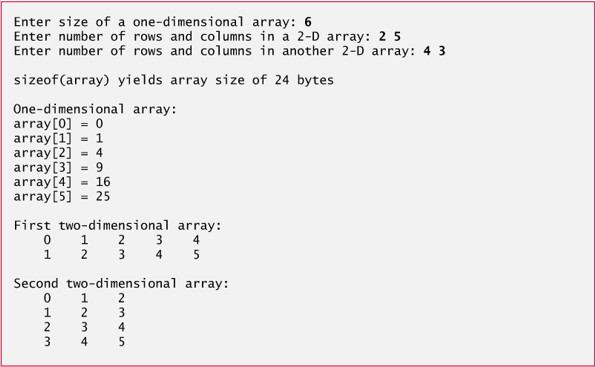 Enter size of a one-dimensional array: 6
Enter number of rows and columns in a 2-D array: 2 5
Enter number of rows and columns in another 2-D array: 4 3
sizeof(array) yields array size of 24 bytes
One-dimensional array:
array[0] = 0
array[1] = 1
array[2] = 4
array[3] = 9
array[4] = 16
array[5] = 25
First two-dimensional array:
0 1 2 3 4
1 2 3 4 5
Second two-dimensional array:
0 1 2
1 2 3
2 3 4
3 4 5